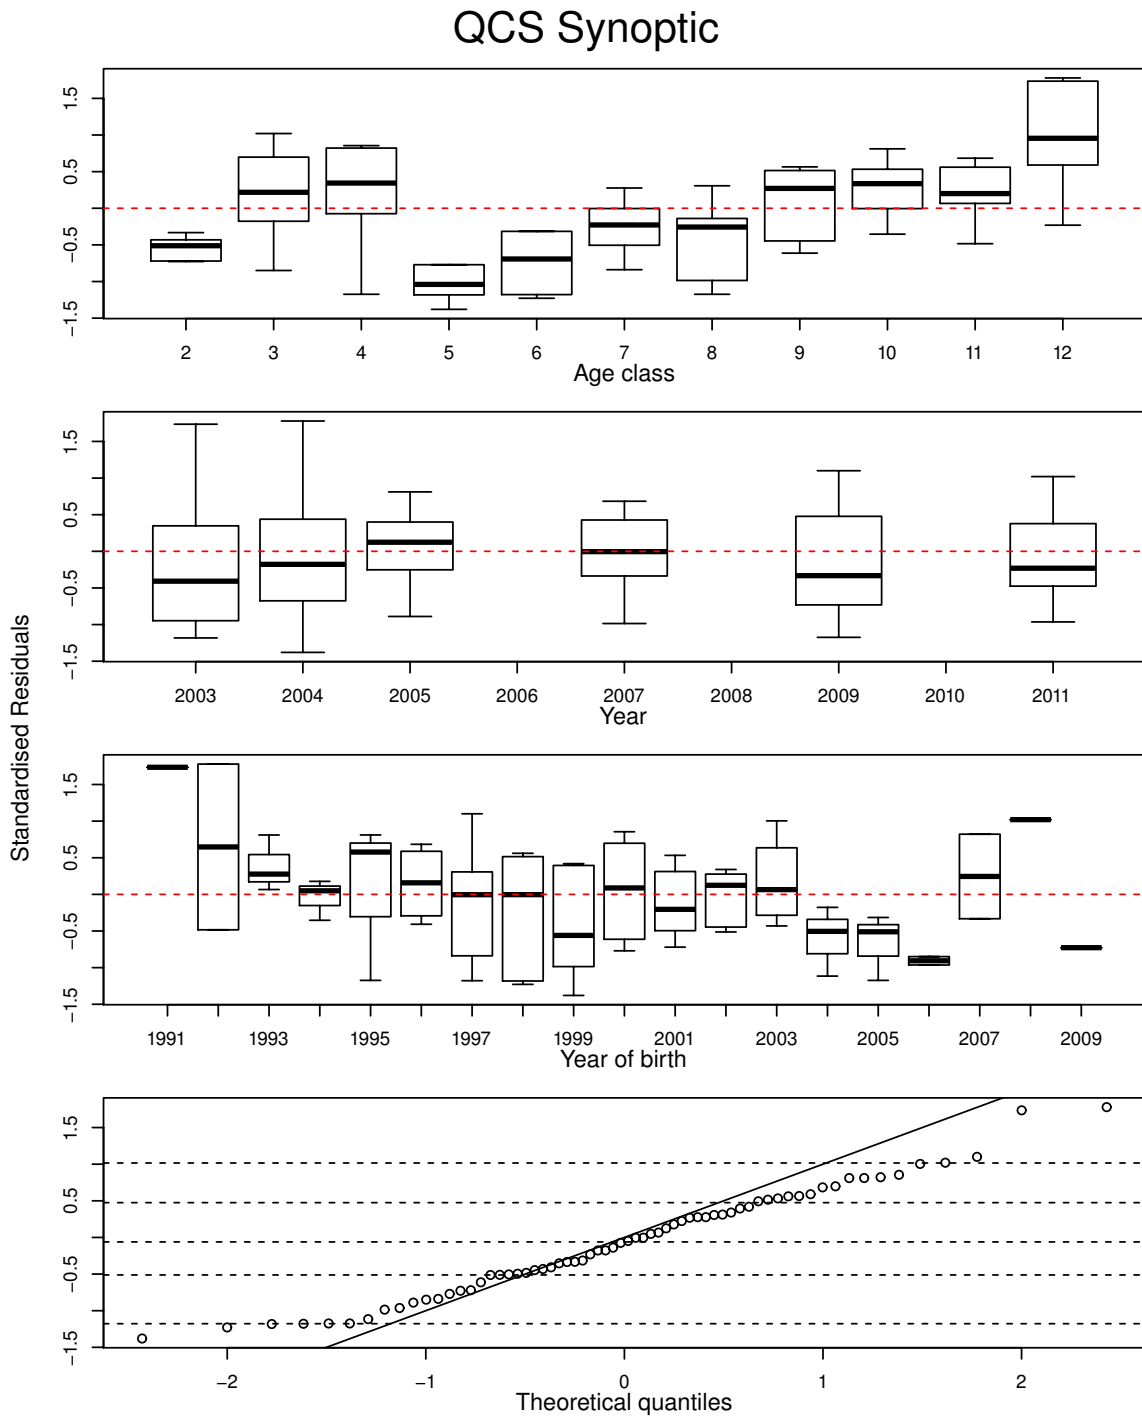 QCS Synoptic
Standardised Residuals
1.5
0.5
−0.5
−1.5
2 3 4 5 6 7 8 9 10 11 12
Age class
1.5
0.5
−0.5
−1.5
2003 2004 2005 2006 2007 2008 2009 2010 2011
Year
1.5
0.5
−0.5
−1.5
1991 1993 1995 1997 1999 2001 2003 2005 2007 2009
Year of birth
1.5
0.5
−0.5
−1.5
−2 −1 0 1 2
Theoretical quantiles